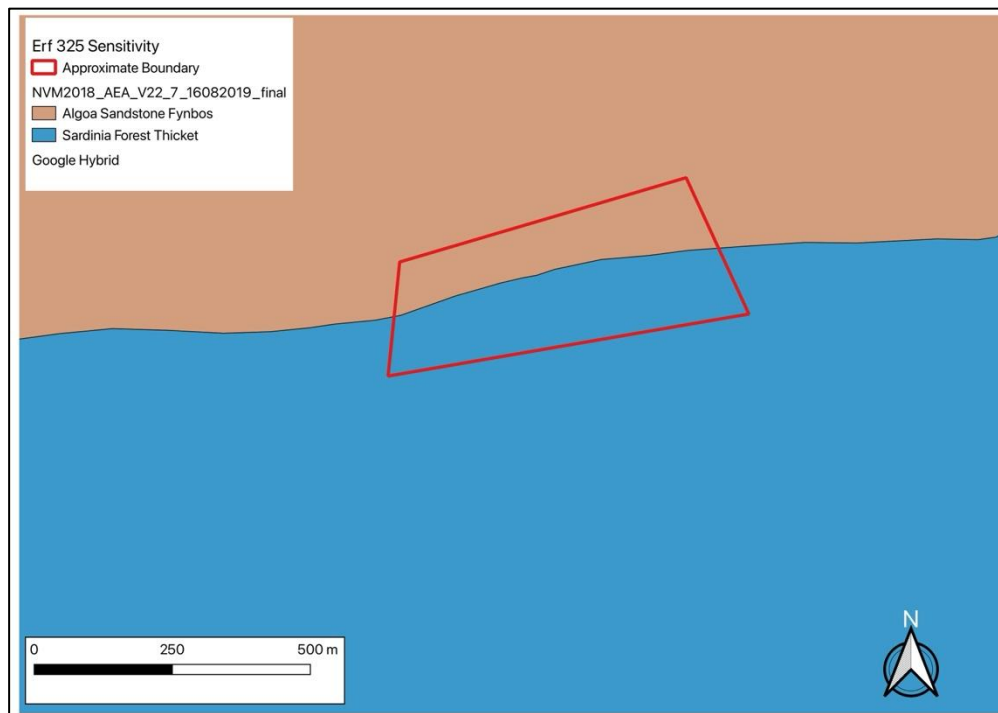 Erf 325 Sensitivity
Approximate Boundary
NVM2018_AEA_V22_7_16082019_final
Algoa Sandstone Fynbos
Sardinia Forest Thicket
Google Hybrid
0 250 500 m
N